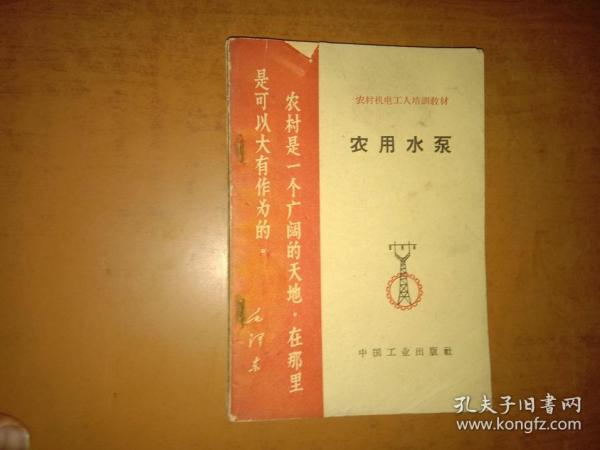 农村机电工人培訓教材
农用水泵
中国工业出版社
农村是一个广阔的天地，在那里
是可以大有作为的。
毛泽东
孔夫子旧书网
www.kongfz.com